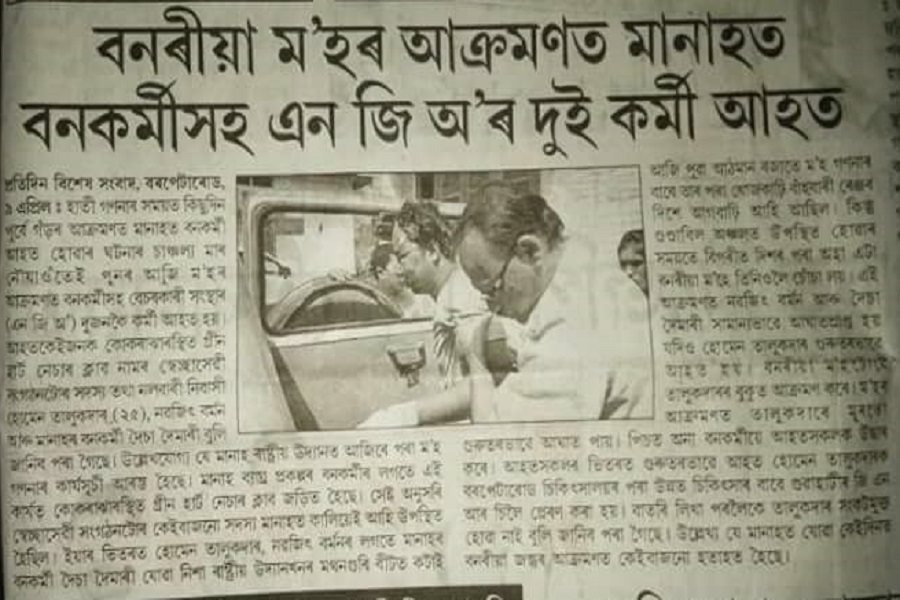 বনৰীয়া ম'হৰ আক্ৰমণত মানাহত
বনকৰ্মীসহ এন জি অ'ৰ দুই কৰ্মী আহত
প্ৰতিদিন বিশেষ সংবাদ, বৰপেটাৰোড,
৯ এপ্ৰিল : হাতী গণনাৰ সময়ত কিছুদিন
পূৰ্বে গঁড়ৰ আক্ৰমণত মানাহত বনকৰ্মী
আহত হোৱাৰ ঘটনাৰ চাঞ্চল্য মাৰ
নৌযাওঁতেই পুনৰ আজি ম'হৰ
আক্ৰমণত বনকৰ্মীসহ বেচৰকাৰী সংস্থাৰ
(এন জি অ') দুজনকৈ কৰ্মী আহত হয়।
আহতকেইজনক কোকৰাঝাৰস্থিত গ্ৰীন
হাৰ্ট নেচাৰ ক্লাব নামৰ স্বেচ্ছাসেৱী
সংগঠনটোৰ সদস্য তথা নলবাৰী নিবাসী
হোমেন তালুকদাৰ (২৫), নৱজিৎ বৰ্মন
আৰু মানাহৰ বনকৰ্মী দৈচা দৈমাৰী বুলি
জানিব পৰা গৈছে। উল্লেখযোগ্য যে মানাহ ৰাষ্ট্ৰীয় উদ্যানত আজিৰে পৰা ম'হ
গণনাৰ কাৰ্যসূচী আৰম্ভ হৈছে। মানাহ ব্যাঘ্ৰ প্ৰকল্পৰ বনকৰ্মীৰ লগতে এই
কাৰ্যত কোকৰাঝাৰস্থিত গ্ৰীন হাৰ্ট নেচাৰ ক্লাব জড়িত হৈছে। সেই অনুসৰি
স্বেচ্ছাসেৱী সংগঠনটোৰ কেইবাজনো সদস্য মানাহত কালিয়েই আহি উপস্থিত
হৈছিল। ইয়াৰ ভিতৰত হোমেন তালুকদাৰ, নৱজিৎ বৰ্মনৰ লগতে মানাহৰ
বনকৰ্মী দৈচা দৈমাৰী যোৱা নিশা ৰাষ্ট্ৰীয় উদ্যানখনৰ মথনগুৰি বীটত কটাই
আজি পুৱা আঠমান বজাতে ম'হ গণনাৰ
বাবে তাৰ পৰা খোজকাঢ়ি বাঁহবাৰী ৰেঞ্জৰ
দিশে আগবাঢ়ি আহি আছিল। কিন্তু
অঞ্চলত উপস্থিত হোৱাৰ
সময়তে বিপৰীত দিশৰ পৰা অহা এটা
বনৰীয়া ম'হে তিনিওলৈ খেঁচা লয়। এই
আক্ৰমণত নৱজিৎ বৰ্মন আৰু দৈচা
দৈমাৰী সামান্যভাৱে আঘাতপ্ৰাপ্ত হয়
যদিও হোমেন তালুকদাৰ গুৰুতৰভাৱে
আহত হয়। বনৰীয়া ম'হটোৱে
তালুকদাৰৰ বুকুত আক্ৰমণ কৰে। ম'হৰ
আক্ৰমণত তালুকদাৰে মূৰতো
গুৰুতৰভাৱে আঘাত পায়। পিচত অন্য বনকৰ্মীয়ে আহতসকলক উদ্ধাৰ
কৰে। আহতসকলৰ ভিতৰত গুৰুতৰভাৱে আহত হোমেন তালুকদাৰক
বৰপেটাৰোড চিকিৎসালয়ৰ পৰা উন্নত চিকিৎসাৰ বাবে গুৱাহাটীৰ জি এন
আৰ চিলৈ প্ৰেৰণ কৰা হয়। বাতৰি লিখা পৰলৈকে তালুকদাৰ সংকটমুক্ত
হোৱা নাই বুলি জানিব পৰা গৈছে। উল্লেখ্য যে মানাহত যোৱা কেইদিনত
বনৰীয়া জন্তুৰ আক্ৰমণত কেইবাজনো হতাহত হৈছে।